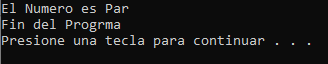 El Numero es Par
Fin del Progrma
Presione una tecla para continuar . . .